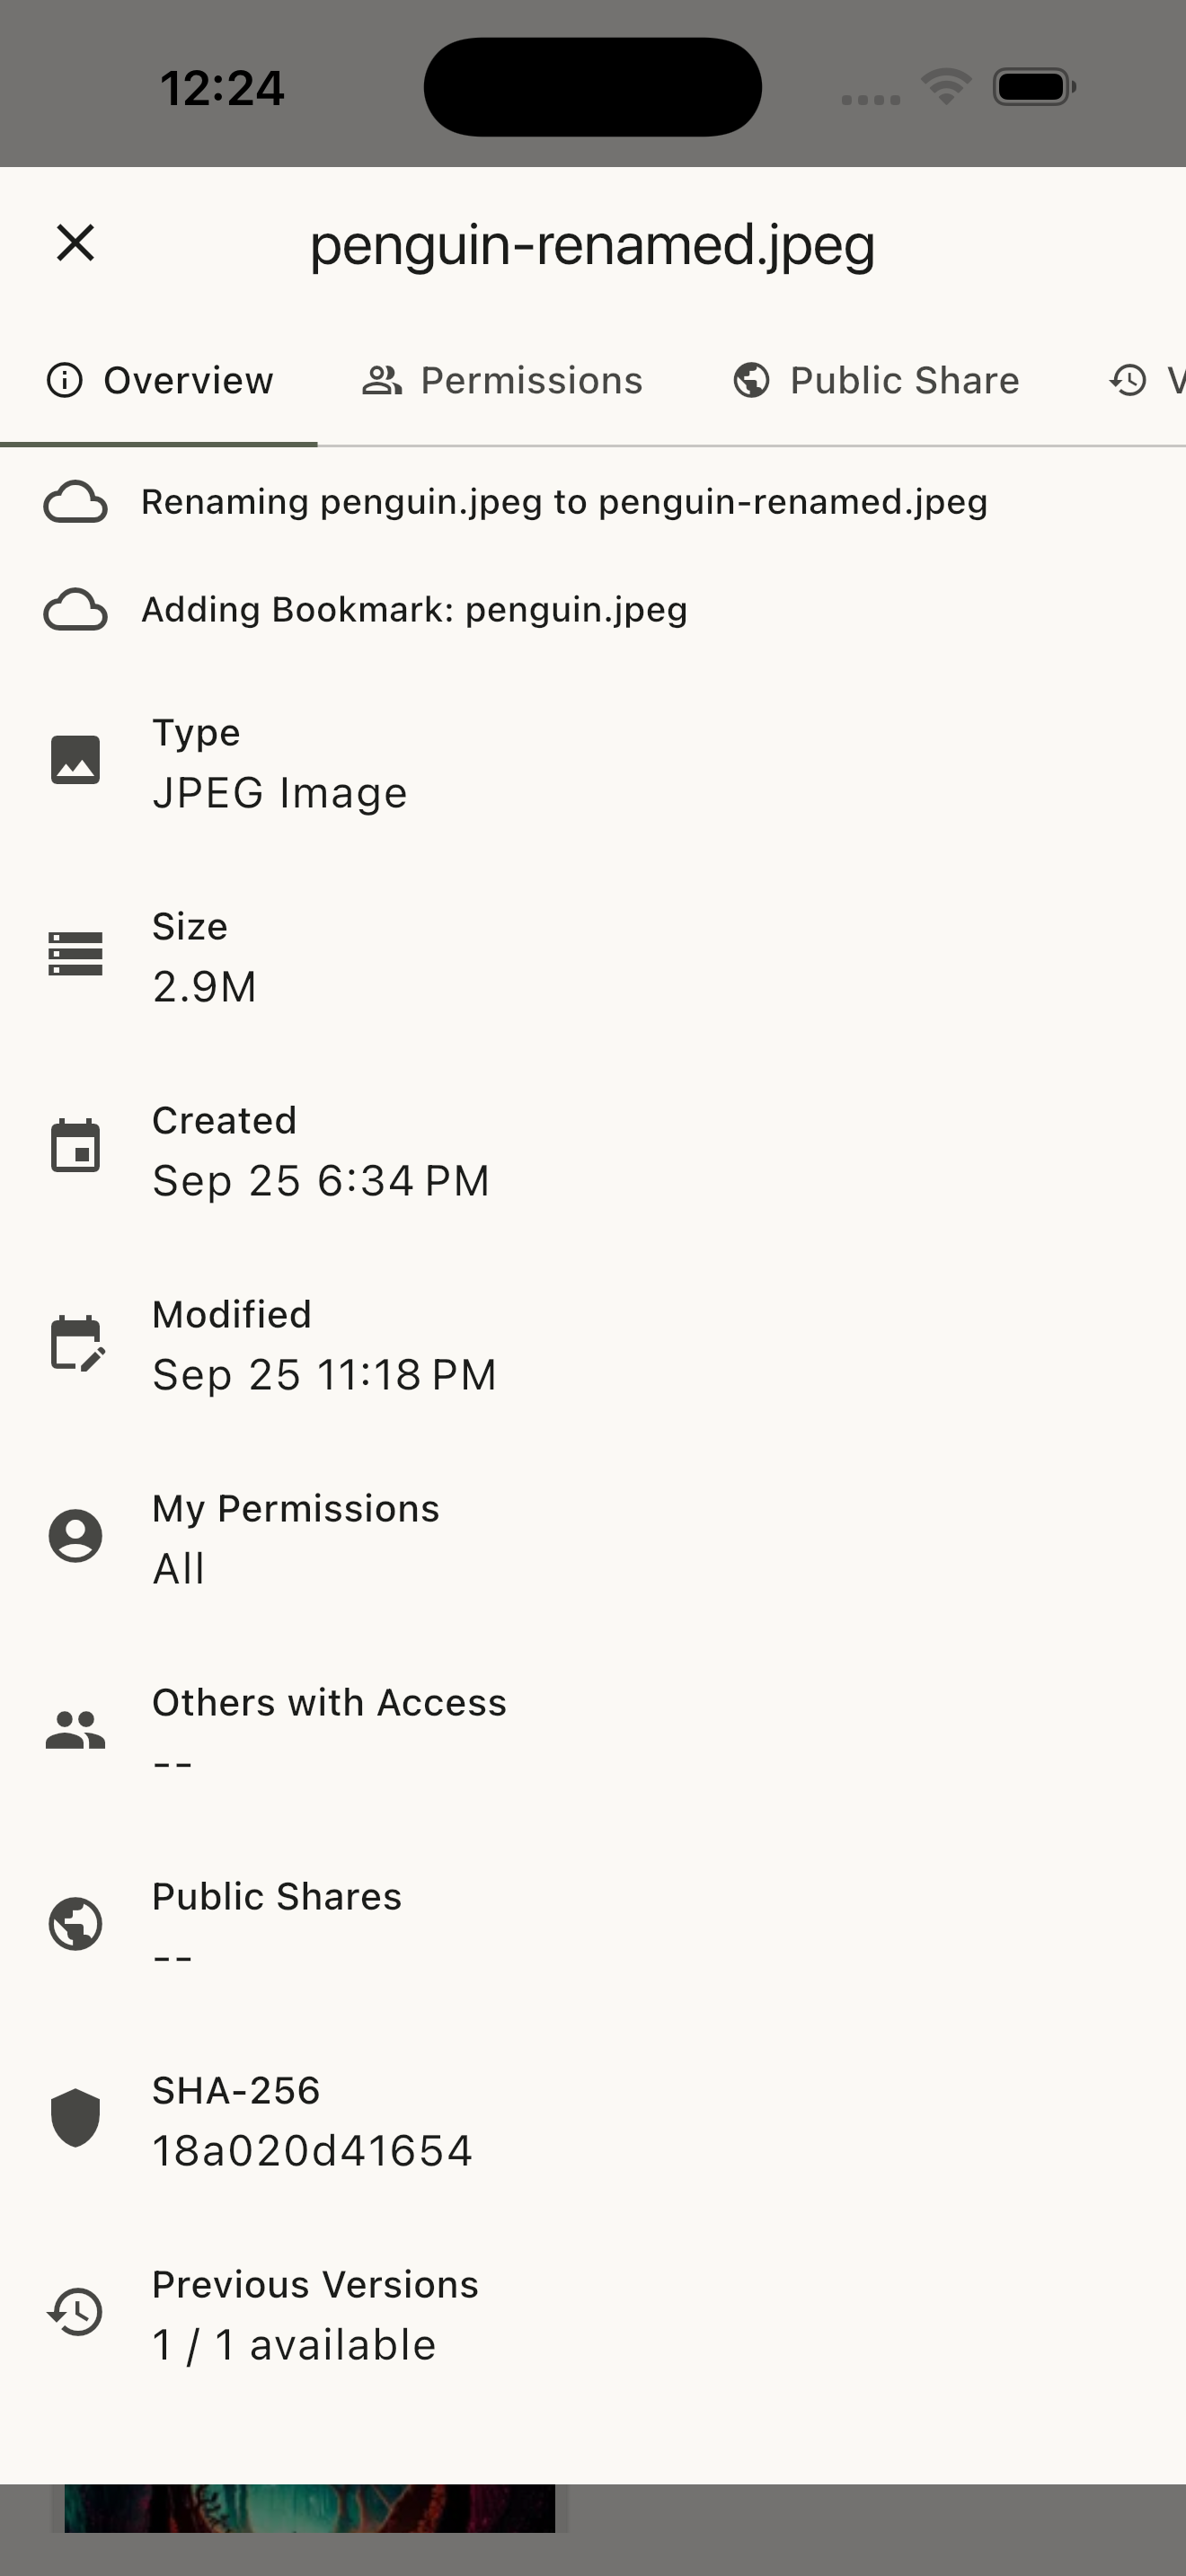 12:24
penguin-renamed.jpeg
Overview Permissions Public Share V
Renaming penguin.jpeg to penguin-renamed.jpeg
Adding Bookmark: penguin.jpeg
Type
JPEG Image
Size
2.9M
Created
Sep 25 6:34 PM
Modified
Sep 25 11:18 PM
My Permissions
All
Others with Access
--
Public Shares
--
SHA-256
18a020d41654
Previous Versions
1 / 1 available